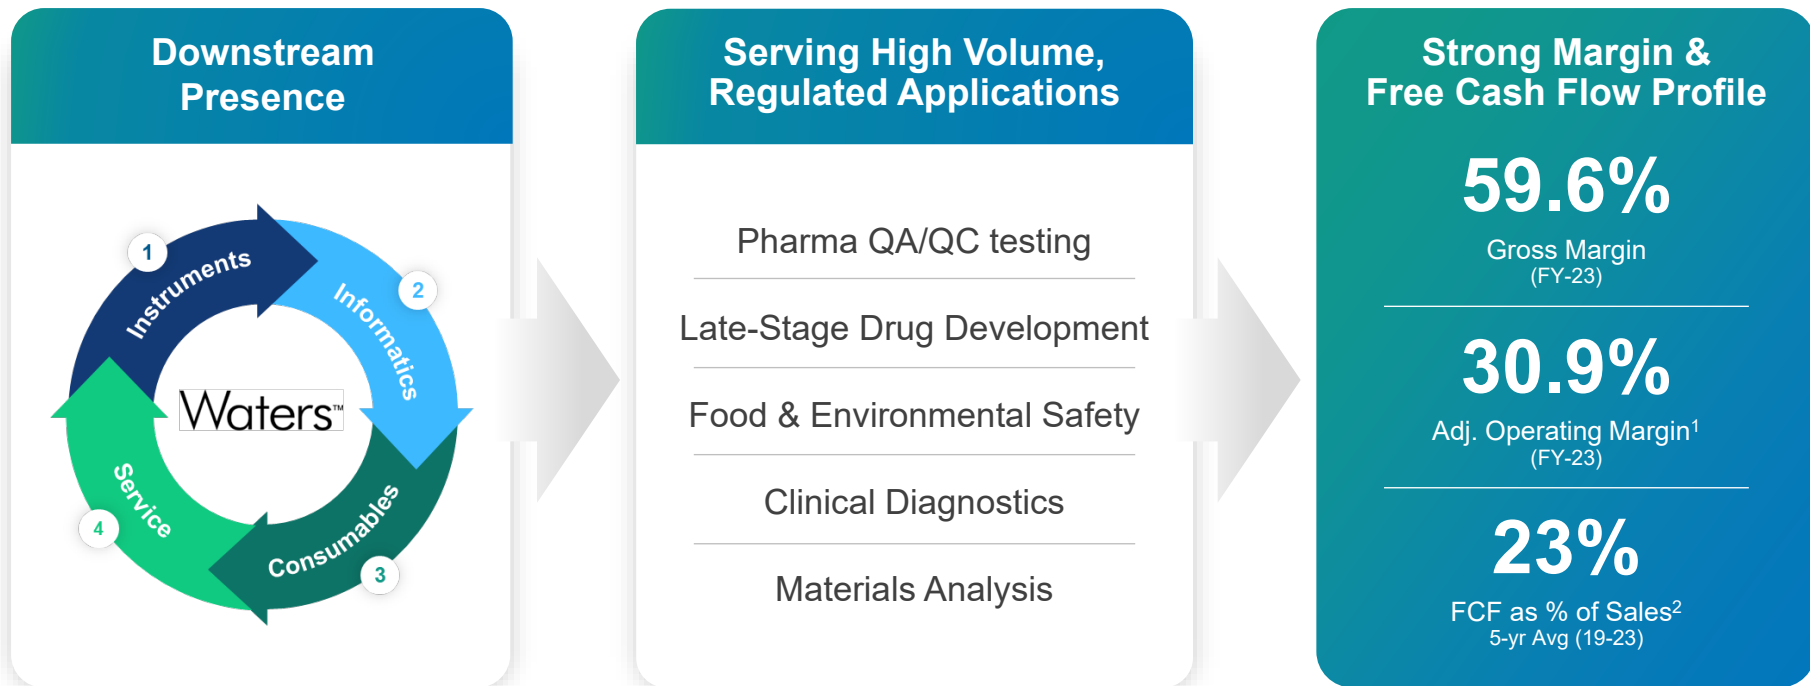 Downstream
Presence
1
Instruments
2
Informatics
Waters™
3
Consumables
4
Service
Serving High Volume,
Regulated Applications
Pharma QA/QC testing
Late-Stage Drug Development
Food & Environmental Safety
Clinical Diagnostics
Materials Analysis
Strong Margin &
Free Cash Flow Profile
59.6%
Gross Margin
(FY-23)
30.9%
Adj. Operating Margin¹
(FY-23)
23%
FCF as % of Sales²
5-yr Avg (19-23)